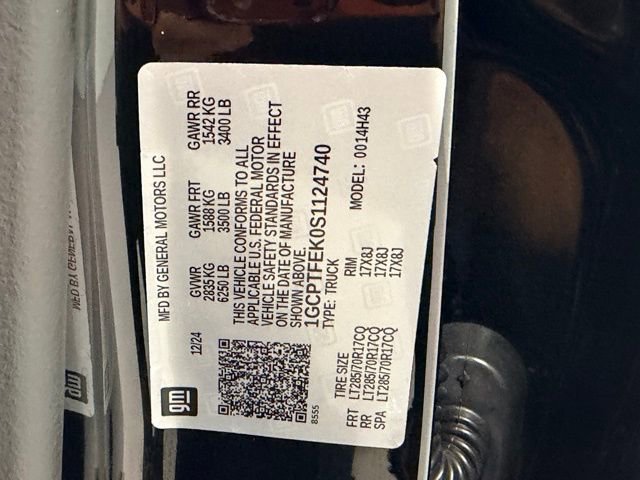 MFD BY GENERAL MOTORS LLC
12/24 GVWR GAWR FRT GAWR RR
2835KG 1588 KG 1542 KG
6250 LB 3500 LB 3400 LB
THIS VEHICLE CONFORMS TO ALL
APPLICABLE U.S. FEDERAL MOTOR
VEHICLE SAFETY STANDARDS IN EFFECT
ON THE DATE OF MANUFACTURE
SHOWN ABOVE.
1GCPTFEK0S1124740
TYPE: TRUCK MODEL: 0014H43
gm
8555
TIRE SIZE RIM
FRT LT285/70R17CQ 17X8J
RR LT285/70R17CQ 17X8J
SPA LT285/70R17CQ 17X8J
gm